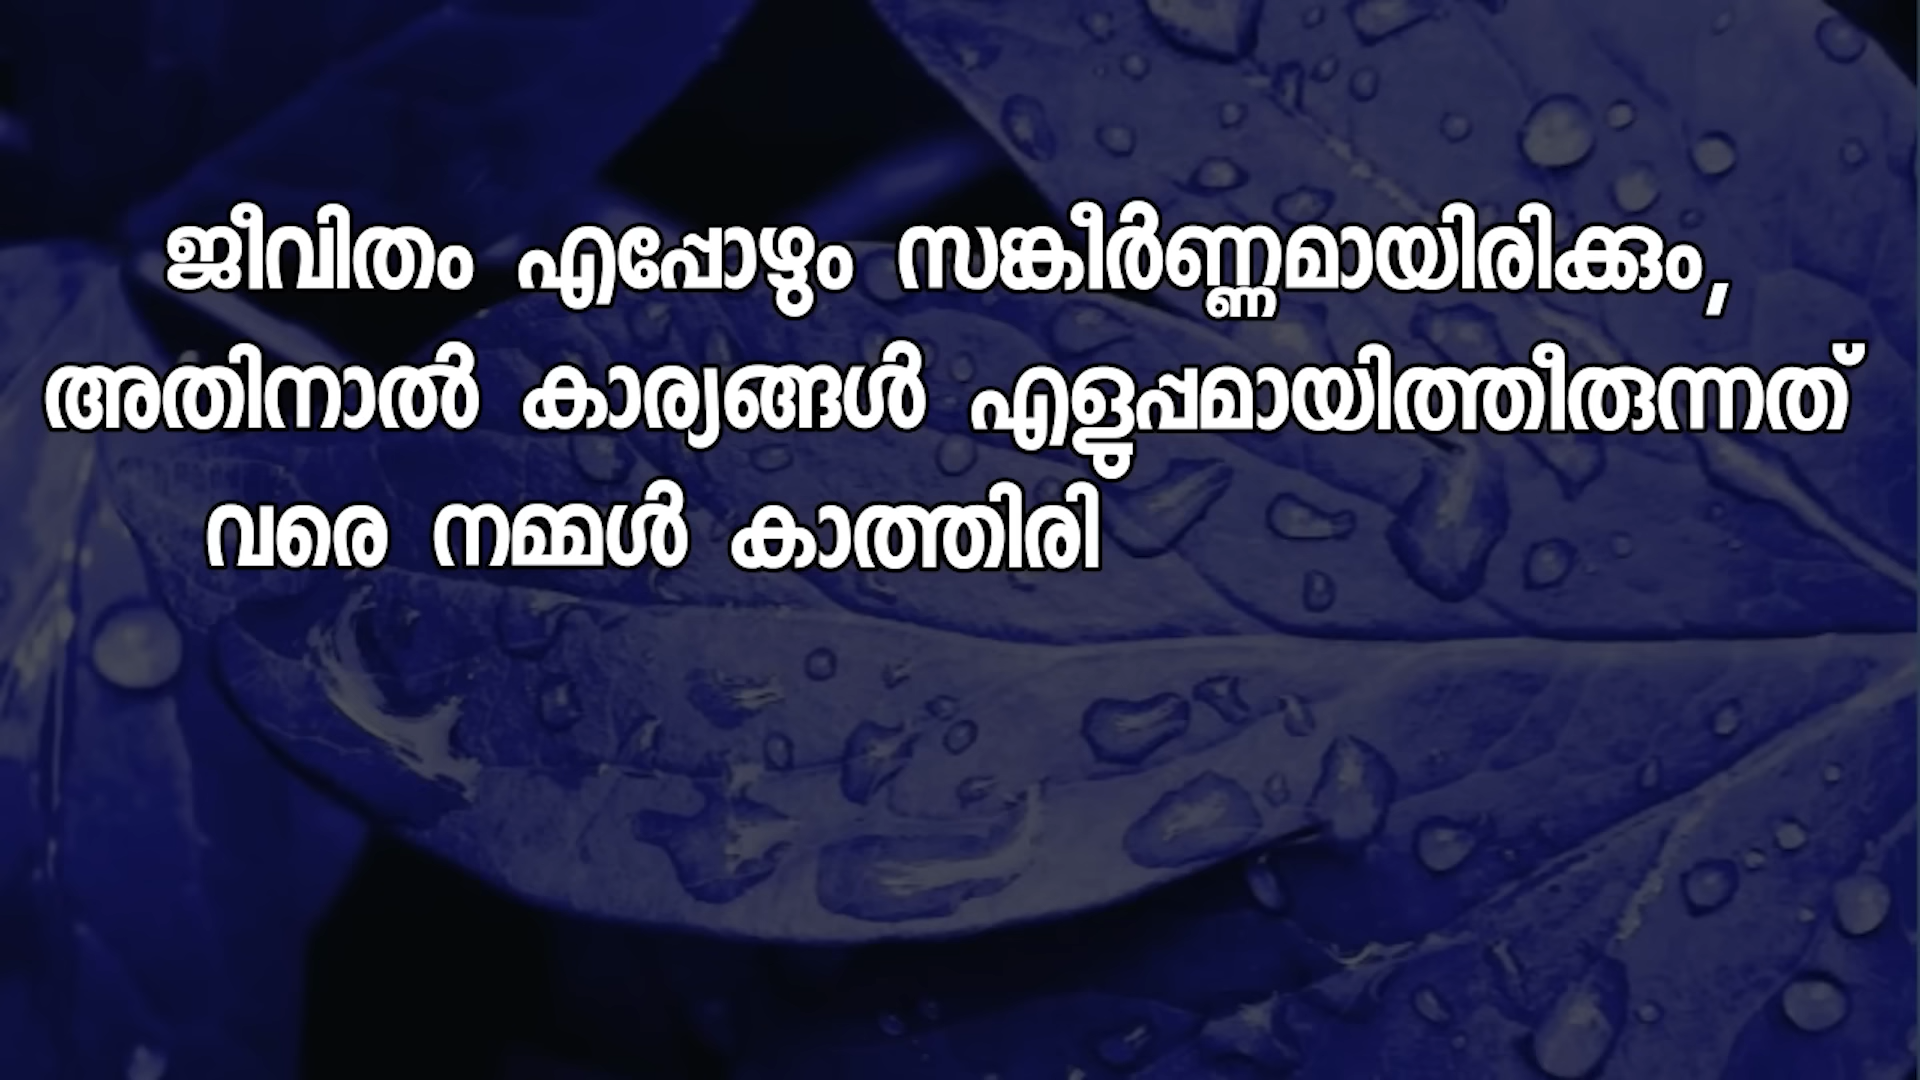 ജീവിതം എപ്പോഴും സങ്കീർണ്ണമായിരിക്കും,
അതിനാൽ കാര്യങ്ങൾ എളുപ്പമായിത്തീരുന്നത്
വരെ നമ്മൾ കാത്തിരി